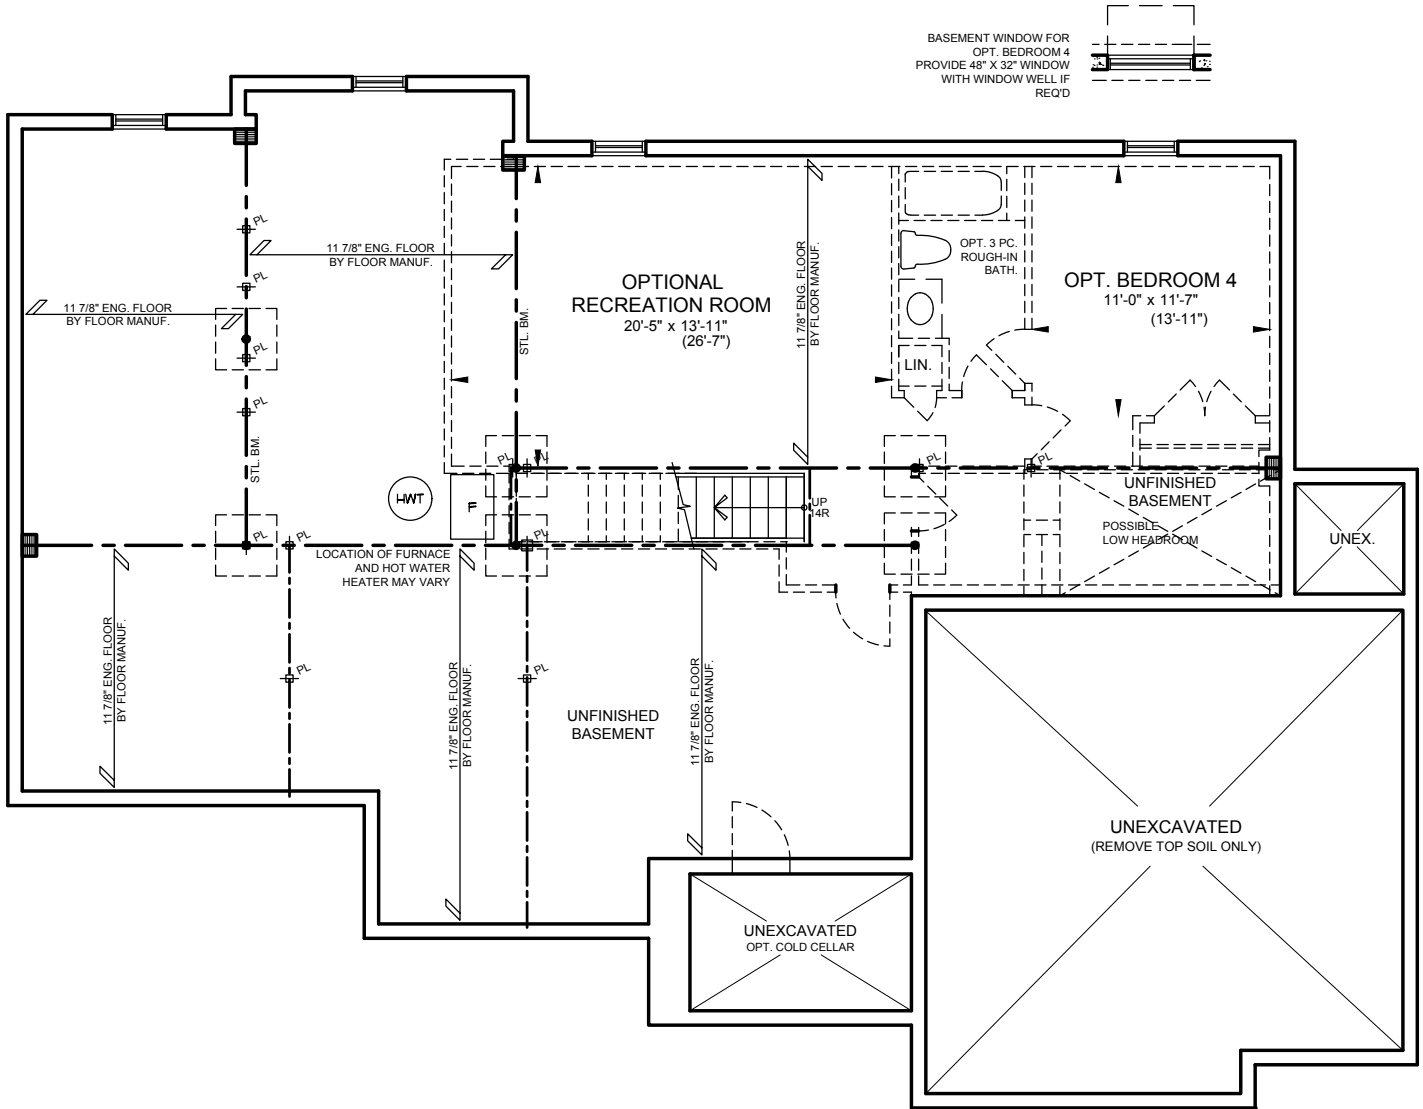 BASEMENT WINDOW FOR
OPT. BEDROOM 4
PROVIDE 48" X 32" WINDOW
WITH WINDOW WELL IF
REQ'D
PL
PL
PL
PL
STL. BM.
11 7/8" ENG. FLOOR
BY FLOOR MANUF.
11 7/8" ENG. FLOOR
BY FLOOR MANUF.
STL. BM.
OPTIONAL
RECREATION ROOM
20'-5" x 13'-11"
(26'-7")
11 7/8" ENG. FLOOR
BY FLOOR MANUF.
OPT. 3 PC.
ROUGH-IN
BATH.
LIN.
OPT. BEDROOM 4
11'-0" x 11'-7"
(13'-11")
PL
PL
PL
PL
HWT
F
UP
14R
UNFINISHED
BASEMENT
POSSIBLE
LOW HEADROOM
UNEX.
PL
PL
PL
LOCATION OF FURNACE
AND HOT WATER
HEATER MAY VARY
11 7/8" ENG. FLOOR
BY FLOOR MANUF.
PL
11 7/8" ENG. FLOOR
BY FLOOR MANUF.
PL
11 7/8" ENG. FLOOR
BY FLOOR MANUF.
UNFINISHED
BASEMENT
UNEXCAVATED
(REMOVE TOP SOIL ONLY)
UNEXCAVATED
OPT. COLD CELLAR